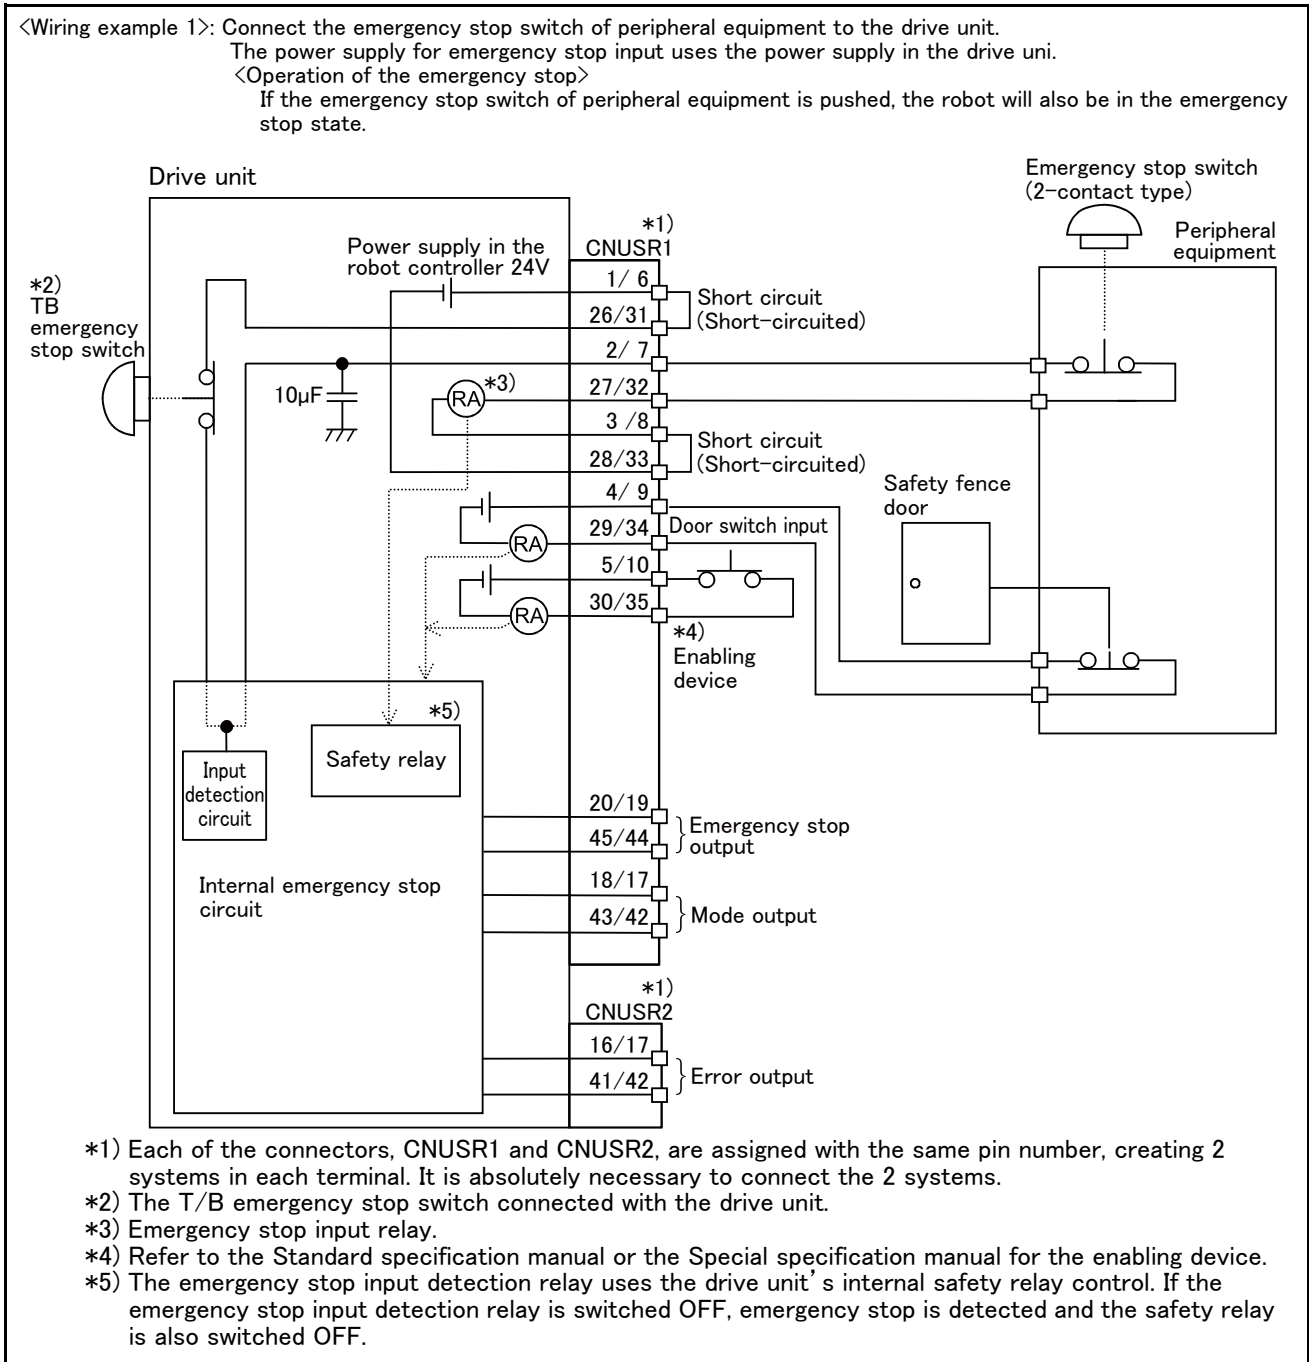 <Wiring example 1>: Connect the emergency stop switch of peripheral equipment to the drive unit.
The power supply for emergency stop input uses the power supply in the drive uni.
<Operation of the emergency stop>
If the emergency stop switch of peripheral equipment is pushed, the robot will also be in the emergency
stop state.
Drive unit
Emergency stop switch
(2-contact type)
Peripheral
equipment
*1)
CNUSR1
Power supply in the
robot controller 24V
*2)
TB
emergency
stop switch
1/ 6
26/31
Short circuit
(Short-circuited)
2/ 7
10μF
RA
*3)
27/32
3 /8
28/33
Short circuit
(Short-circuited)
4/ 9
Safety fence
door
RA
29/34
Door switch input
5/10
RA
30/35
*4)
Enabling
device
*5)
Safety relay
Input
detection
circuit
Internal emergency stop
circuit
20/19
45/44
Emergency stop
output
18/17
43/42
Mode output
*1)
CNUSR2
16/17
41/42
Error output
*1) Each of the connectors, CNUSR1 and CNUSR2, are assigned with the same pin number, creating 2
systems in each terminal. It is absolutely necessary to connect the 2 systems.
*2) The T/B emergency stop switch connected with the drive unit.
*3) Emergency stop input relay.
*4) Refer to the Standard specification manual or the Special specification manual for the enabling device.
*5) The emergency stop input detection relay uses the drive unit's internal safety relay control. If the
emergency stop input detection relay is switched OFF, emergency stop is detected and the safety relay
is also switched OFF.